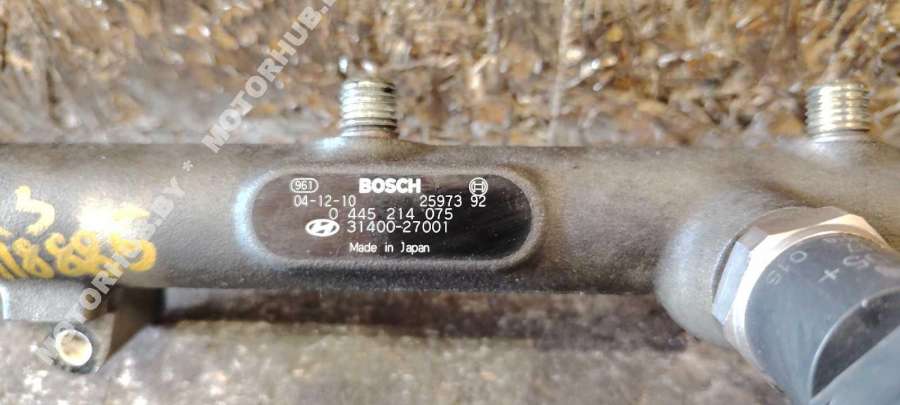 MOTORHUB.BY * MOTORHUB.
961 BOSCH
04-12-10 25973 92
0 445 214 075
31400-27001
Made in Japan